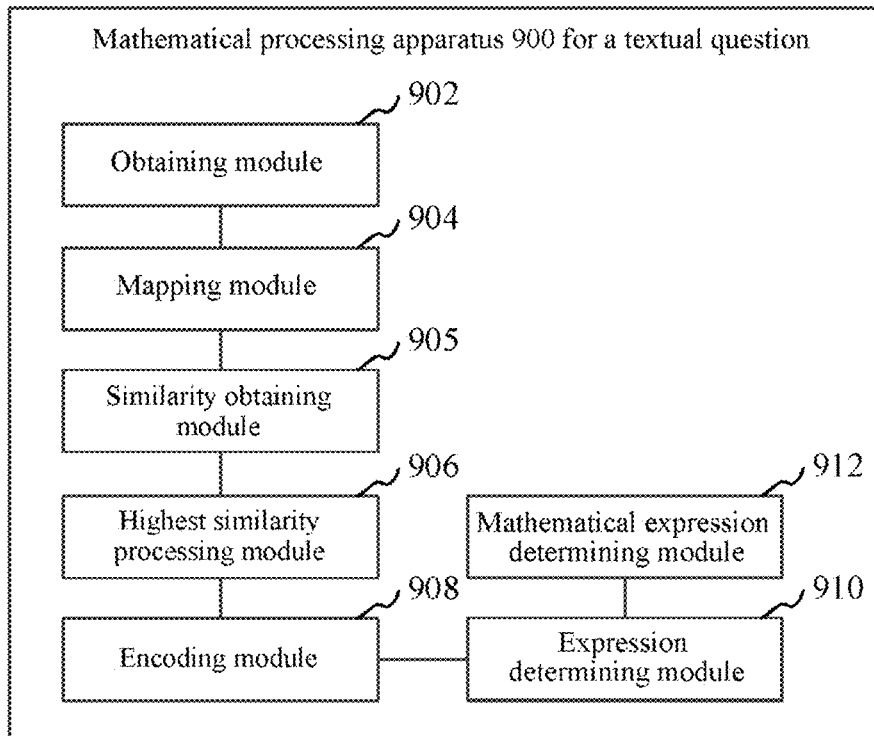 Mathematical processing apparatus 900 for a textual question
902
Obtaining module
904
Mapping module
905
Similarity obtaining
module
906
Highest similarity
processing module
908
Encoding module
912
Mathematical expression
determining module
910
Expression
determining module